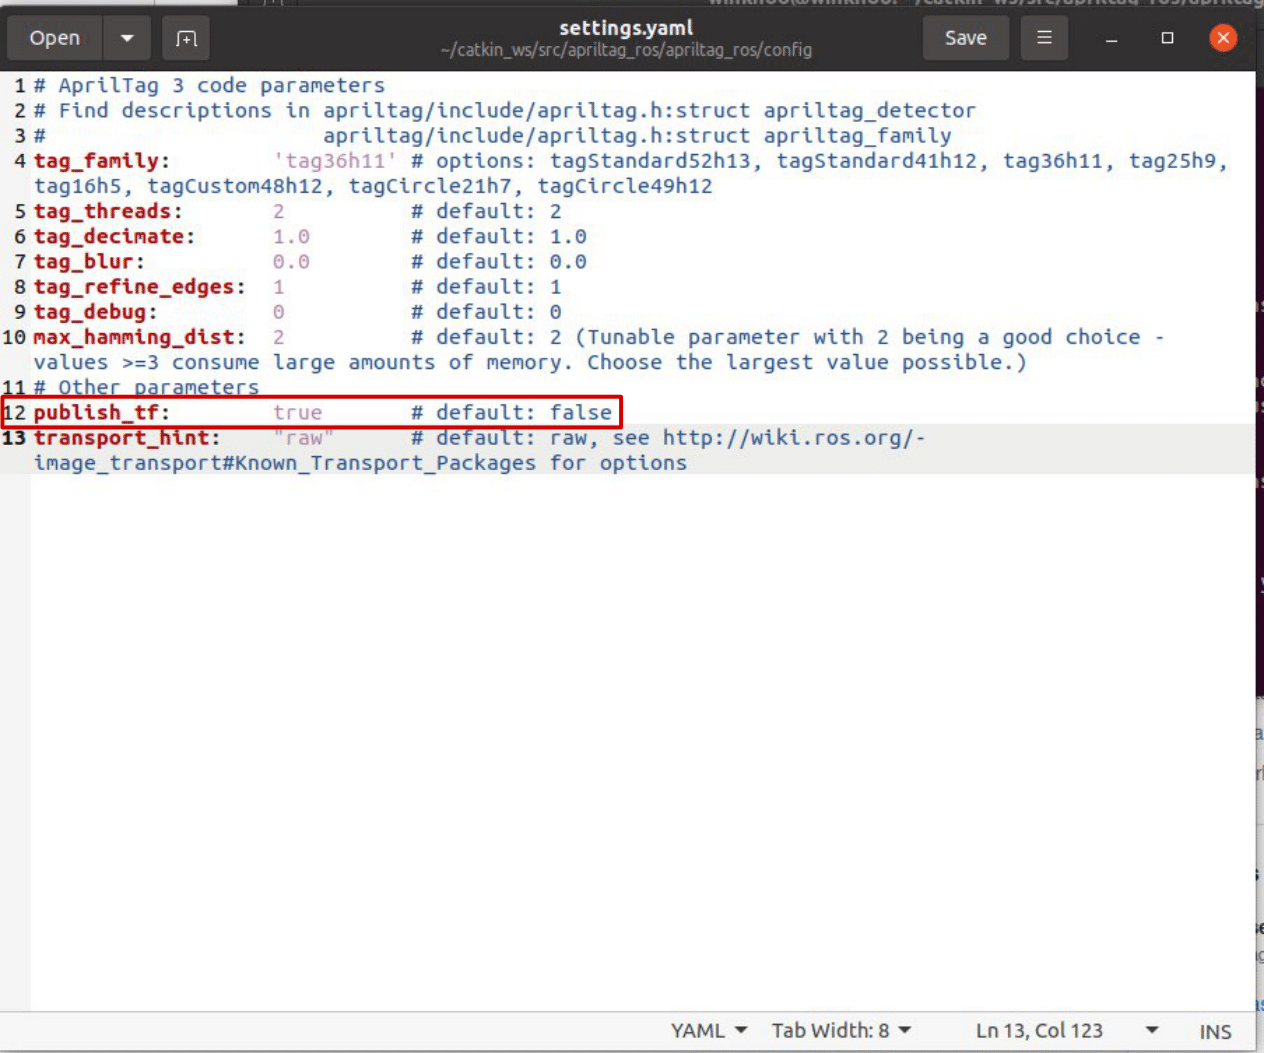 settings.yaml
Open
~/catkin_ws/src/apriltag_ros/apriltag_ros/config
Save
1 # AprilTag 3 code parameters
2 # Find descriptions in apriltag/include/apriltag.h:struct apriltag_detector
3 #                      apriltag/include/apriltag.h:struct apriltag_family
4 tag_family:        'tag36h11' # options: tagStandard52h13, tagStandard41h12, tag36h11, tag25h9,
tag16h5, tagCustom48h12, tagCircle21h7, tagCircle49h12
5 tag_threads:       2          # default: 2
6 tag_decimate:      1.0        # default: 1.0
7 tag_blur:          0.0        # default: 0.0
8 tag_refine_edges:  1          # default: 1
9 tag_debug:         0          # default: 0
10 max_hamming_dist:  2          # default: 2 (Tunable parameter with 2 being a good choice -
values >=3 consume large amounts of memory. Choose the largest value possible.)
11 # Other parameters
12 publish_tf:        true       # default: false
13 transport_hint:    "raw"      # default: raw, see http://wiki.ros.org/-
image_transport#Known_Transport_Packages for options
YAML Tab Width: 8 Ln 13, Col 123 INS